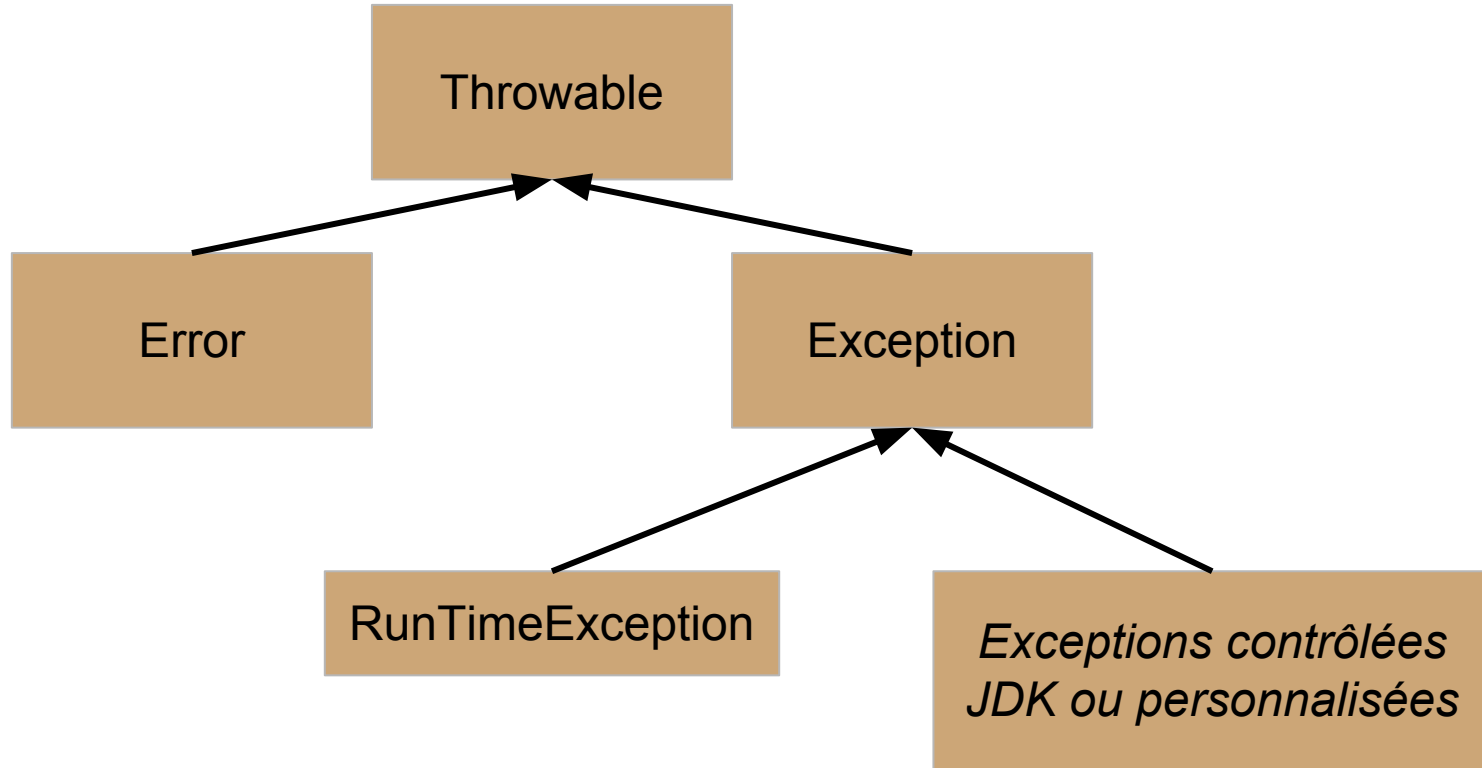 Throwable
Error
Exception
RunTimeException
Exceptions contrôlées
JDK ou personnalisées